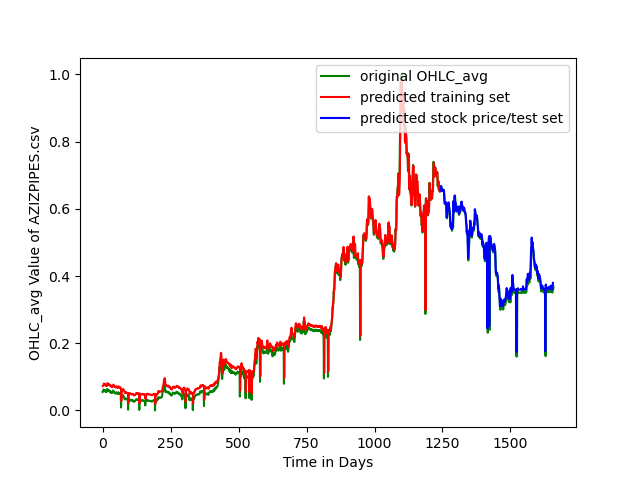 original OHLC_avg
predicted training set
predicted stock price/test set
OHLC_avg Value of AZIZPIPES.csv
1.0
0.8
0.6
0.4
0.2
0.0
0 250 500 750 1000 1250 1500
Time in Days